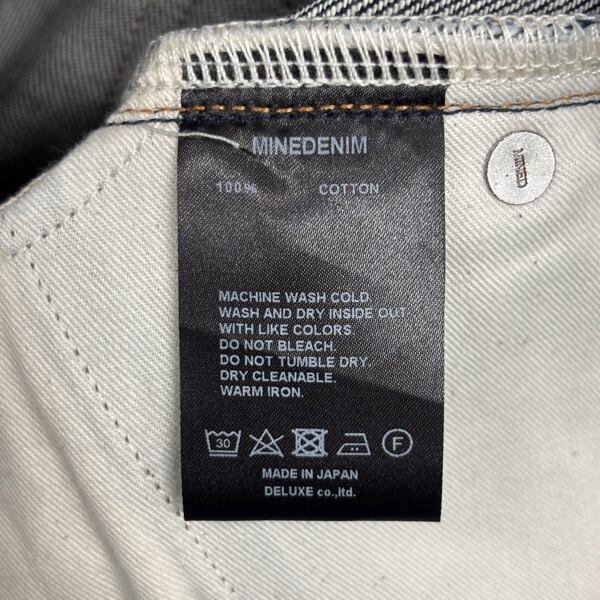 MINEDENIM
100% COTTON
MINED
MACHINE WASH COLD
WASH AND DRY INSIDE OUT
WITH LIKE COLORS.
DO NOT BLEACH.
DO NOT TUMBLE DRY.
DRY CLEANABLE.
WARM IRON.
30 F
MADE IN JAPAN
DELUXE co.,ltd.